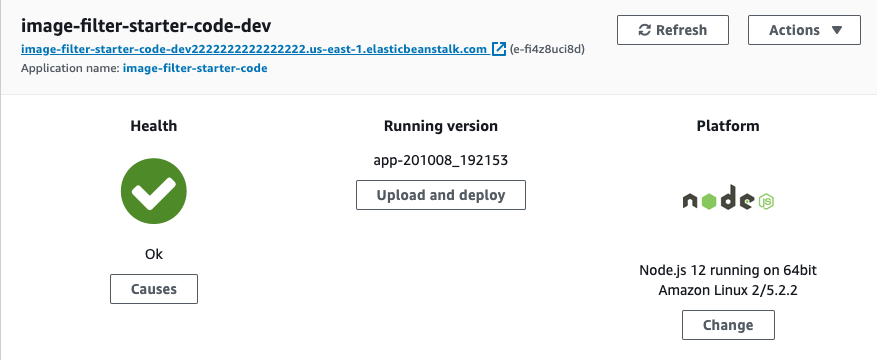 image-filter-starter-code-dev
image-filter-starter-code-dev2222222222222222.us-east-1.elasticbeanstalk.com (e-fi4z8uci8d)
Application name: image-filter-starter-code
Refresh
Actions
Health
Ok
Causes
Running version
app-201008_192153
Upload and deploy
Platform
node
JS
Node.js 12 running on 64bit
Amazon Linux 2/5.2.2
Change